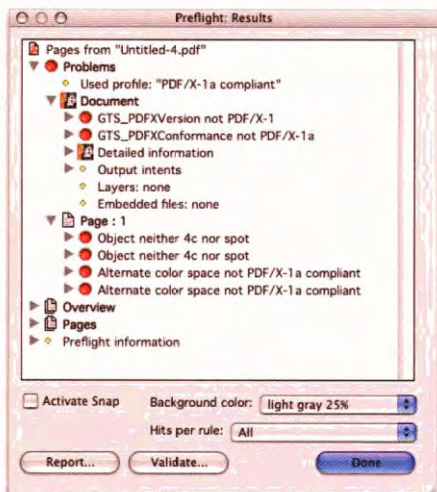 Preflight: Results
Pages from "Untitled-4.pdf"
Problems
Used profile: "PDF/X-1a compliant"
Document
GTS_PDFXVersion not PDF/X-1
GTS_PDFXConformance not PDF/X-1a
Detailed information
Output intents
Layers: none
Embedded files: none
Page : 1
Object neither 4c nor spot
Object neither 4c nor spot
Alternate color space not PDF/X-1a compliant
Alternate color space not PDF/X-1a compliant
Overview
Pages
Preflight information
Activate Snap Background color: light gray 25%
Hits per rule: All
Report... Validate... Done